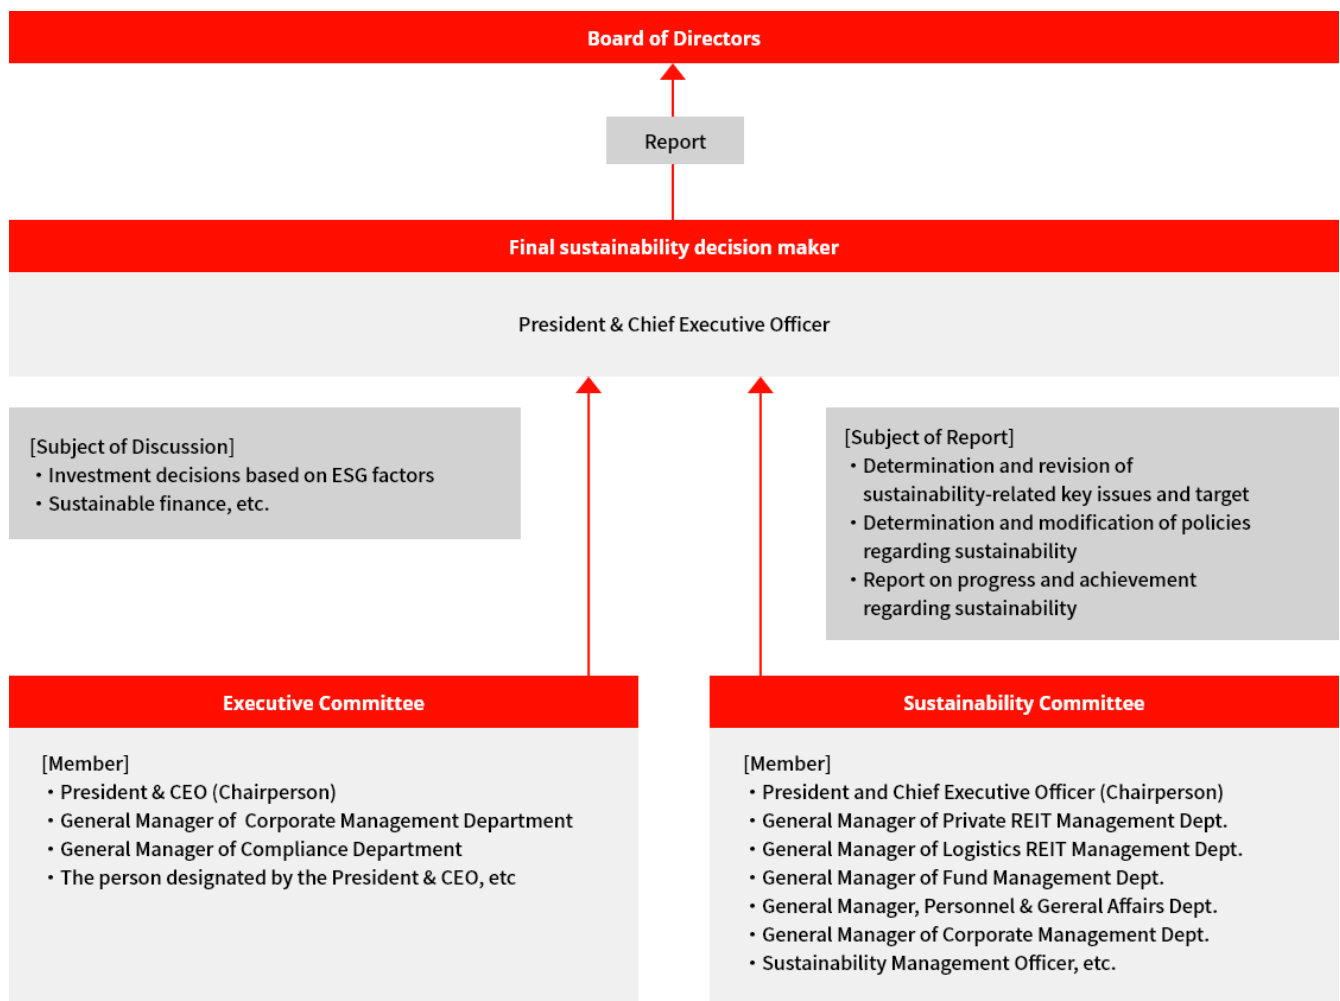 Board of Directors
Report
Final sustainability decision maker
President & Chief Executive Officer
[Subject of Discussion]
・Investment decisions based on ESG factors
・Sustainable finance, etc.
[Subject of Report]
・Determination and revision of
sustainability-related key issues and target
・Determination and modification of policies
regarding sustainability
・Report on progress and achievement
regarding sustainability
Executive Committee
[Member]
・President & CEO (Chairperson)
・General Manager of Corporate Management Department
・General Manager of Compliance Department
・The person designated by the President & CEO, etc
Sustainability Committee
[Member]
・President and Chief Executive Officer (Chairperson)
・General Manager of Private REIT Management Dept.
・General Manager of Logistics REIT Management Dept.
・General Manager of Fund Management Dept.
・General Manager, Personnel & Gereral Affairs Dept.
・General Manager of Corporate Management Dept.
・Sustainability Management Officer, etc.